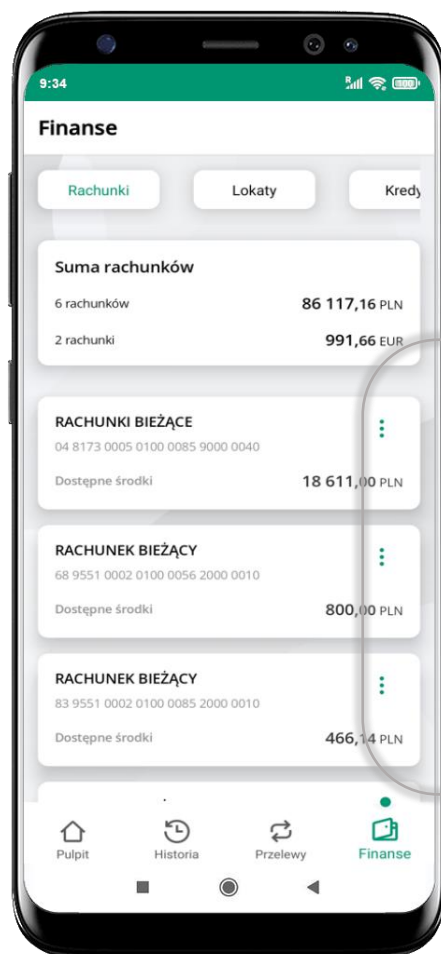 9:34
R
Finanse
Rachunki Lokaty Kredy
Suma rachunków
6 rachunków 86 117,16 PLN
2 rachunki 991,66 EUR
RACHUNKI BIEŻĄCE
04 8173 0005 0100 0085 9000 0040
Dostępne środki 18 611,00 PLN
RACHUNEK BIEŻĄCY
68 9551 0002 0100 0056 2000 0010
Dostępne środki 800,00 PLN
RACHUNEK BIEŻĄCY
83 9551 0002 0100 0085 2000 0010
Dostępne środki 466,14 PLN
Pulpit Historia Przelewy Finanse